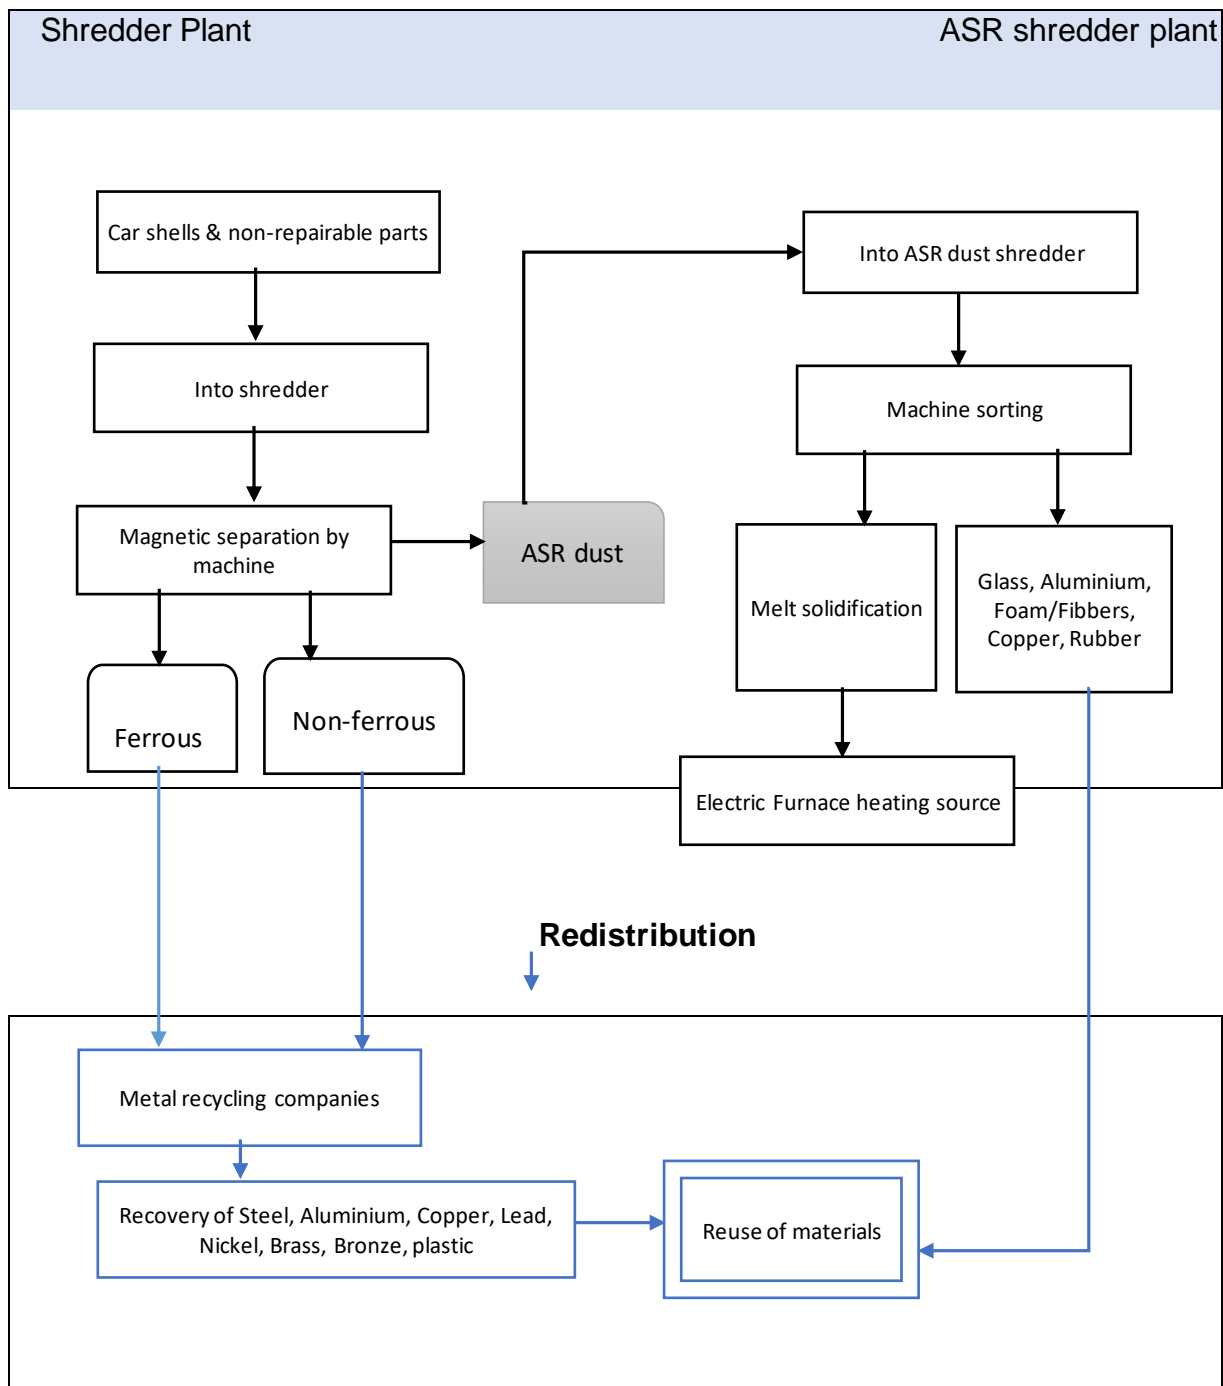 Shredder Plant
ASR shredder plant
Car shells & non-repairable parts
Into shredder
Magnetic separation by
machine
Ferrous
Non-ferrous
ASR dust
Into ASR dust shredder
Machine sorting
Melt solidification
Glass, Aluminium,
Foam/Fibbers,
Copper, Rubber
Electric Furnace heating source
Redistribution
Metal recycling companies
Recovery of Steel, Aluminium, Copper, Lead,
Nickel, Brass, Bronze, plastic
Reuse of materials